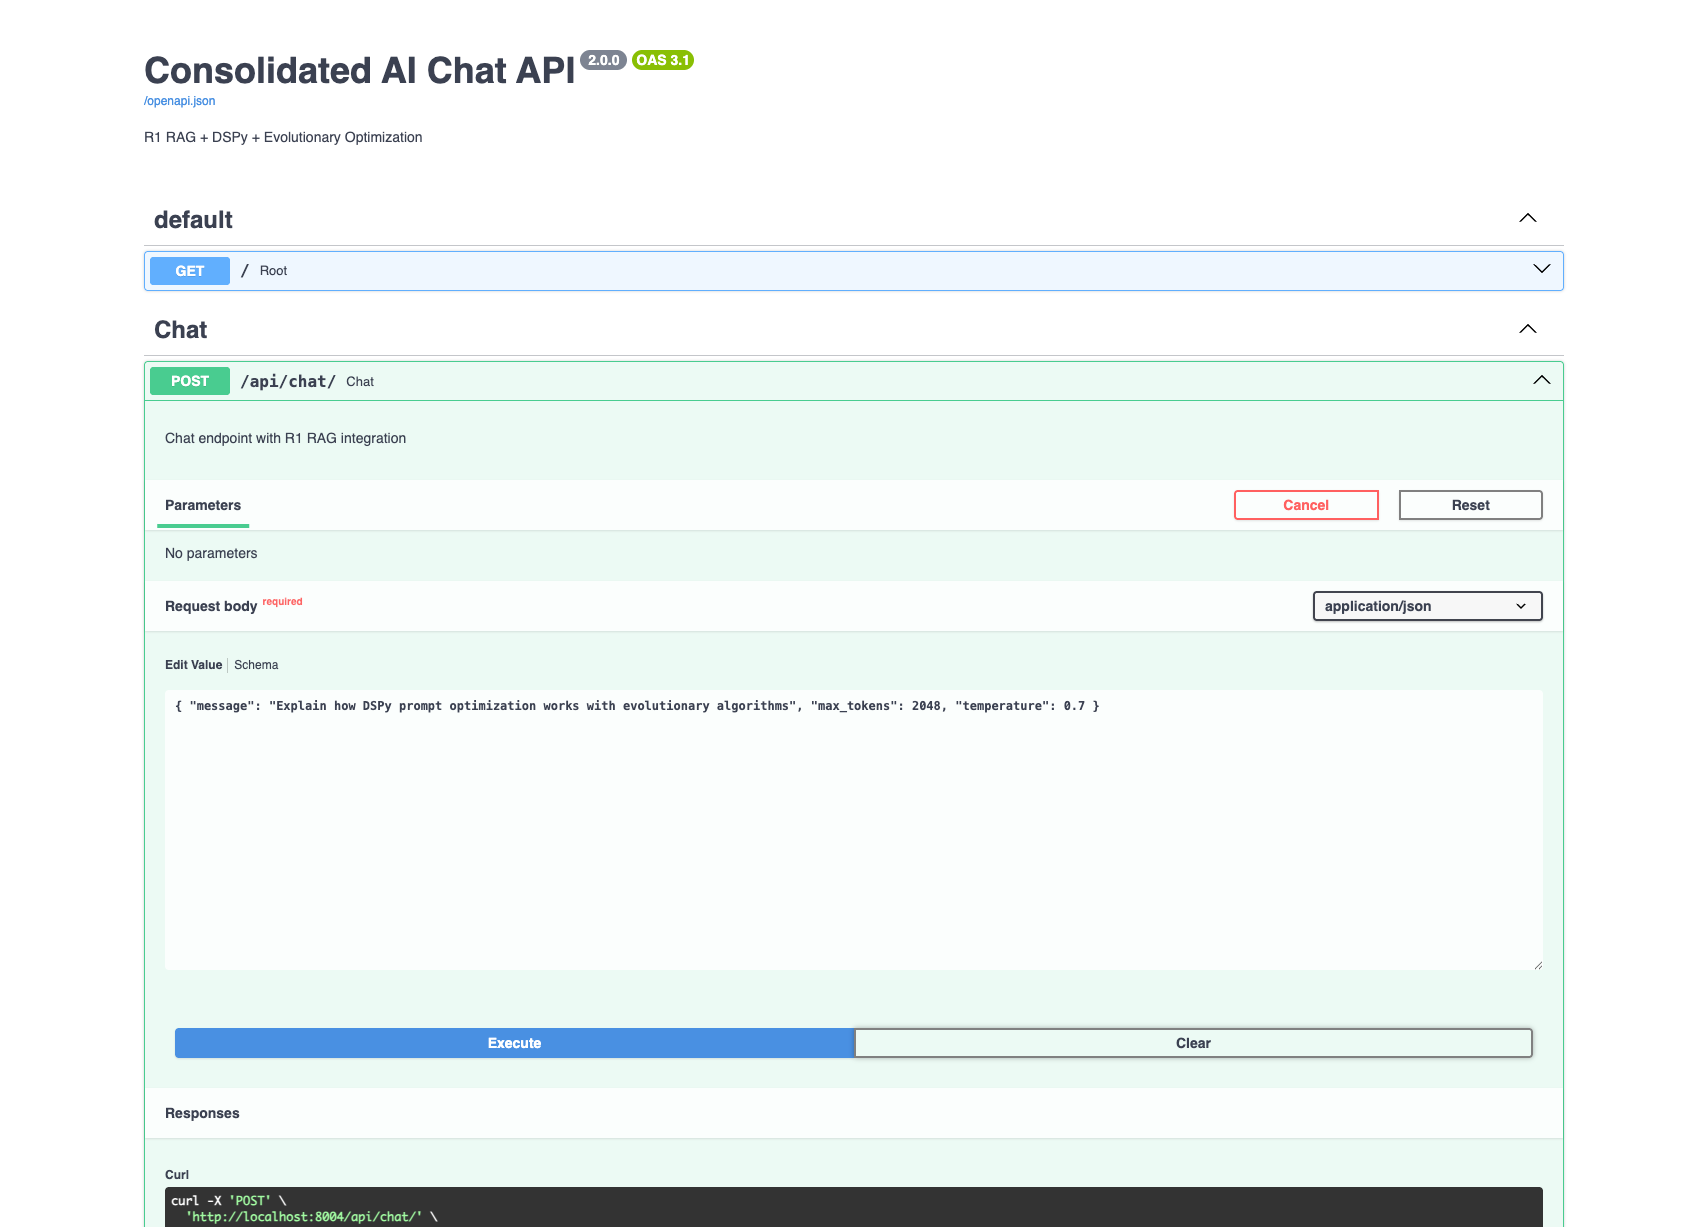 Consolidated AI Chat API 2.0.0 OAS 3.1
/openapi.json
R1 RAG + DSPy + Evolutionary Optimization
default
GET / Root
Chat
POST /api/chat/ Chat
Chat endpoint with R1 RAG integration
Parameters Cancel Reset
No parameters
Request body required application/json
Edit Value Schema
{ "message": "Explain how DSPy prompt optimization works with evolutionary algorithms", "max_tokens": 2048, "temperature": 0.7 }
Execute Clear
Responses
Curl
curl -X 'POST' \
'http://localhost:8004/api/chat/' \